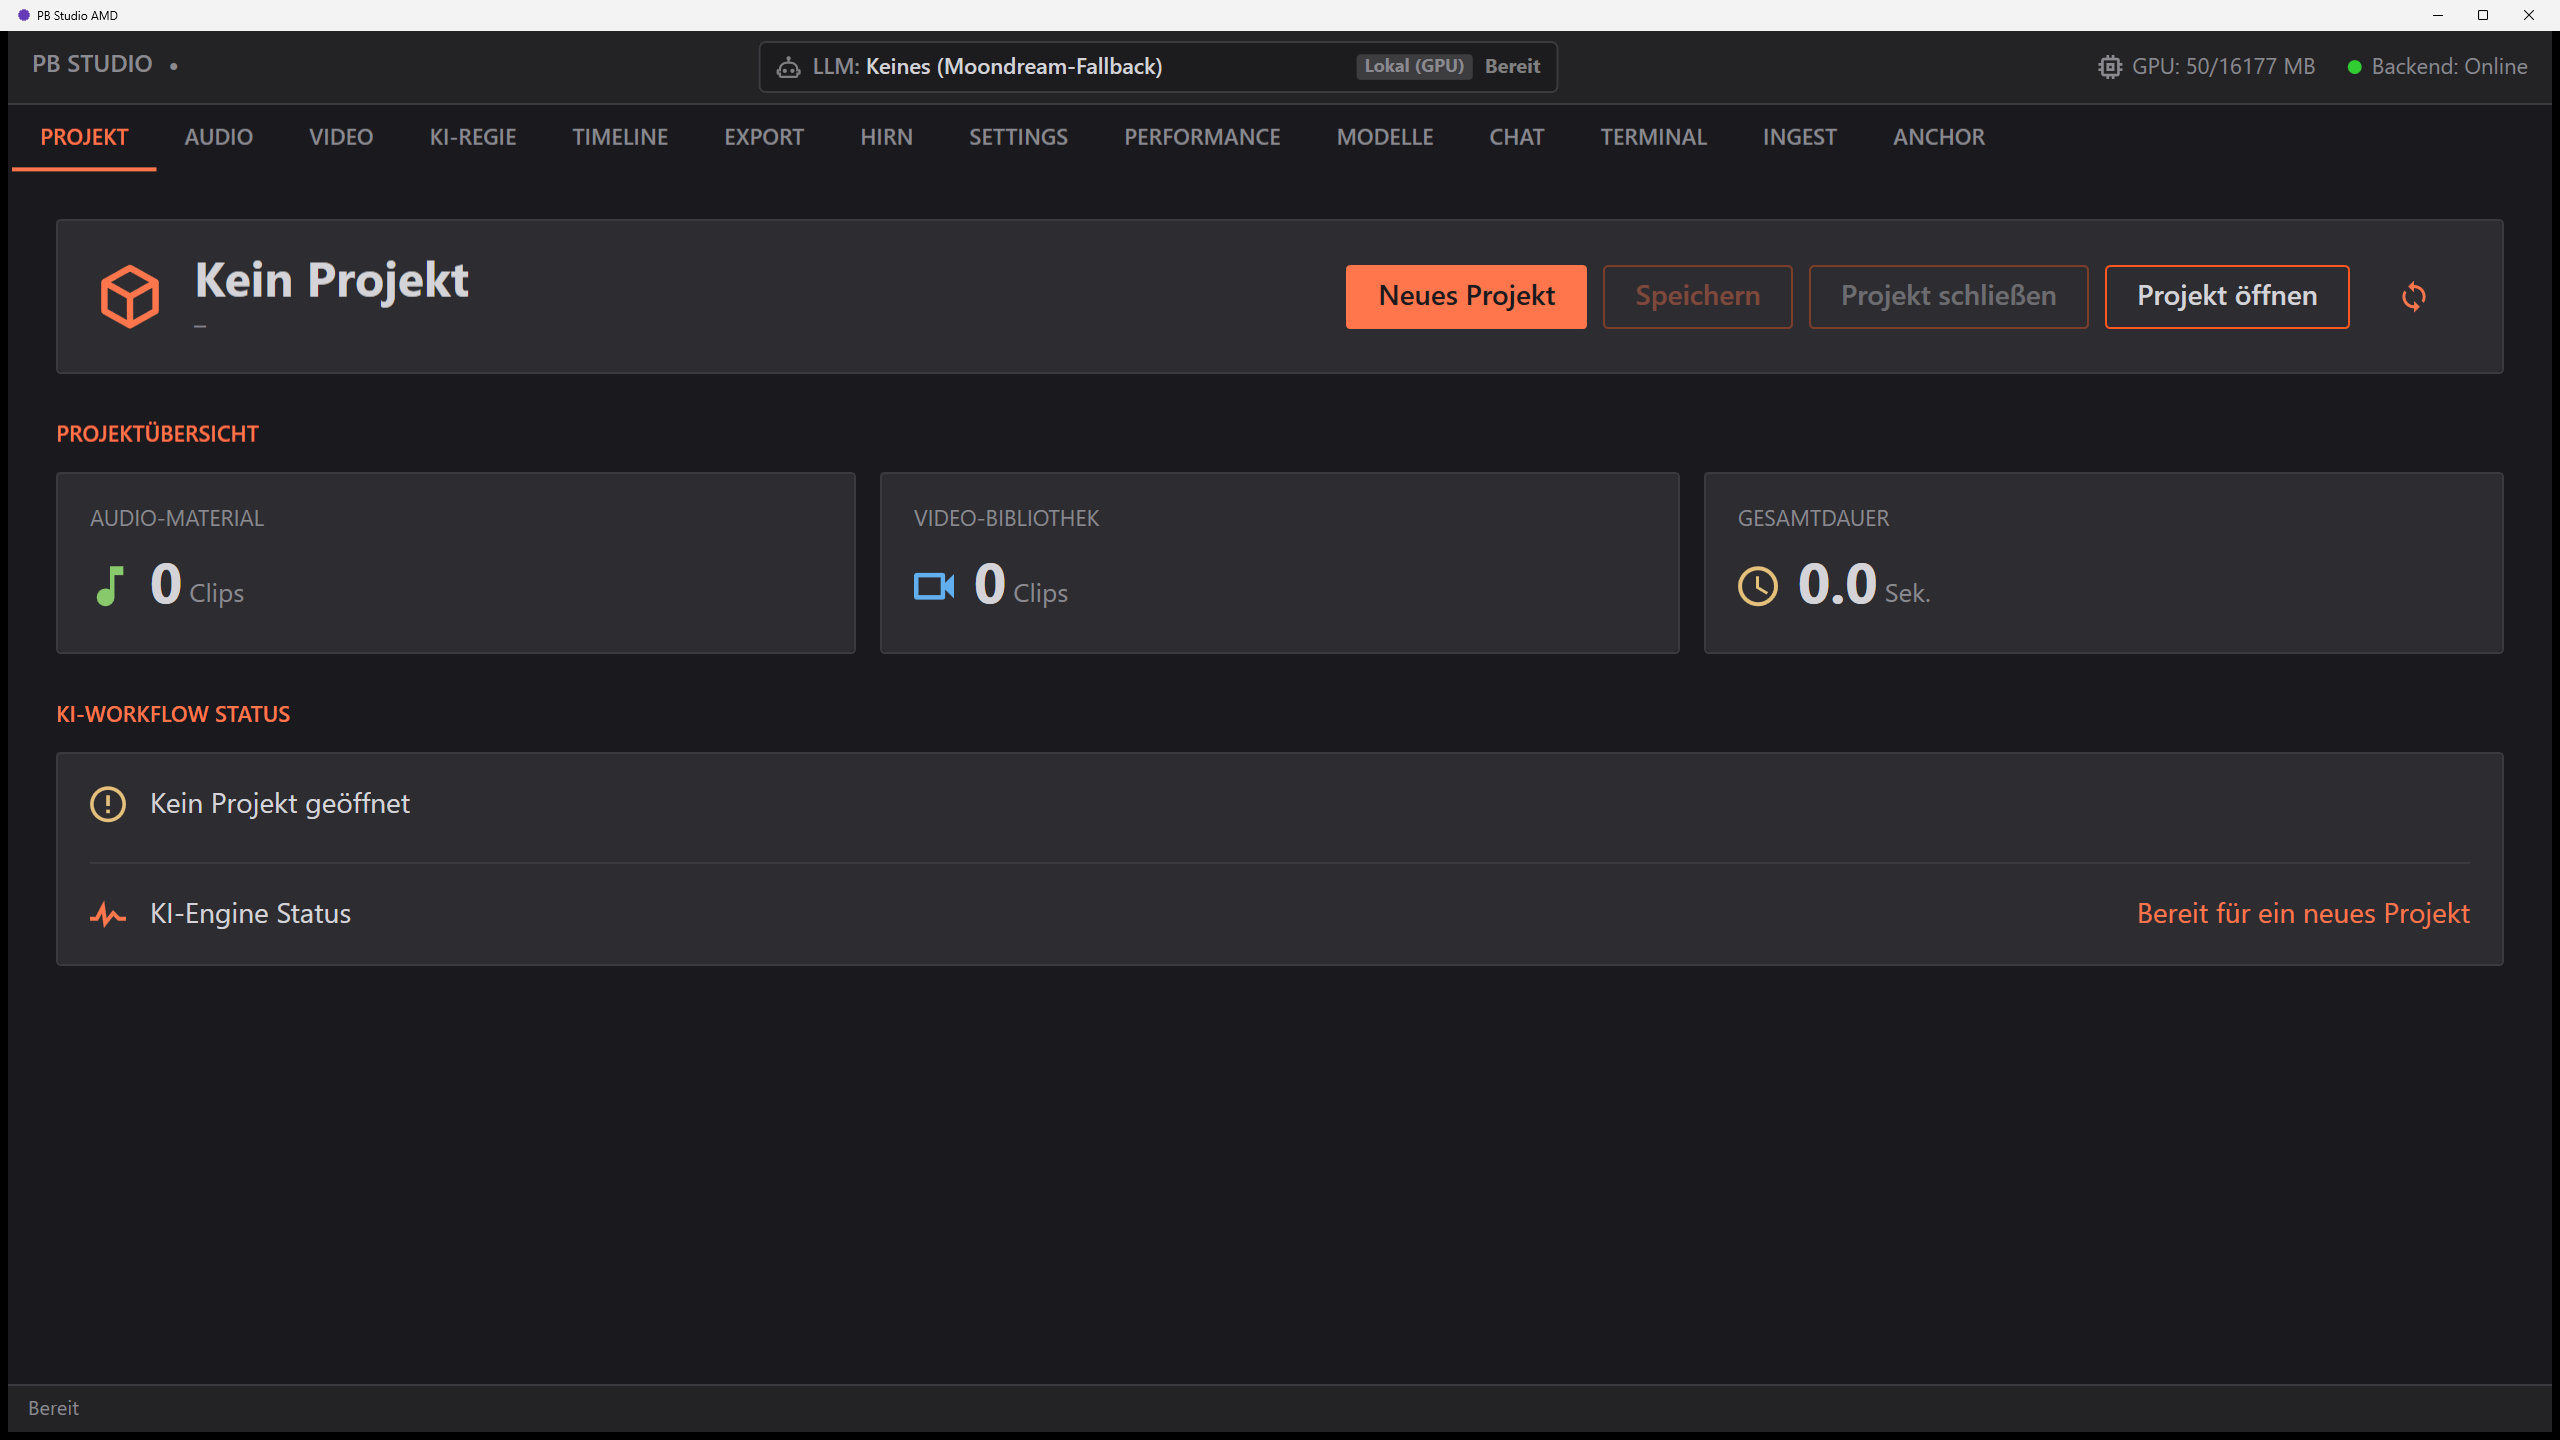 PB Studio AMD
PB STUDIO •
LLM: Keines (Moondream-Fallback) Lokal (GPU) Bereit
GPU: 50/16177 MB Backend: Online
PROJEKT AUDIO VIDEO KI-REGIE TIMELINE EXPORT HIRN SETTINGS PERFORMANCE MODELLE CHAT TERMINAL INGEST ANCHOR
Kein Projekt
–
Neues Projekt Speichern Projekt schließen Projekt öffnen
PROJEKTÜBERSICHT
AUDIO-MATERIAL
0 Clips
VIDEO-BIBLIOTHEK
0 Clips
GESAMTDAUER
0.0 Sek.
KI-WORKFLOW STATUS
Kein Projekt geöffnet
KI-Engine Status Bereit für ein neues Projekt
Bereit